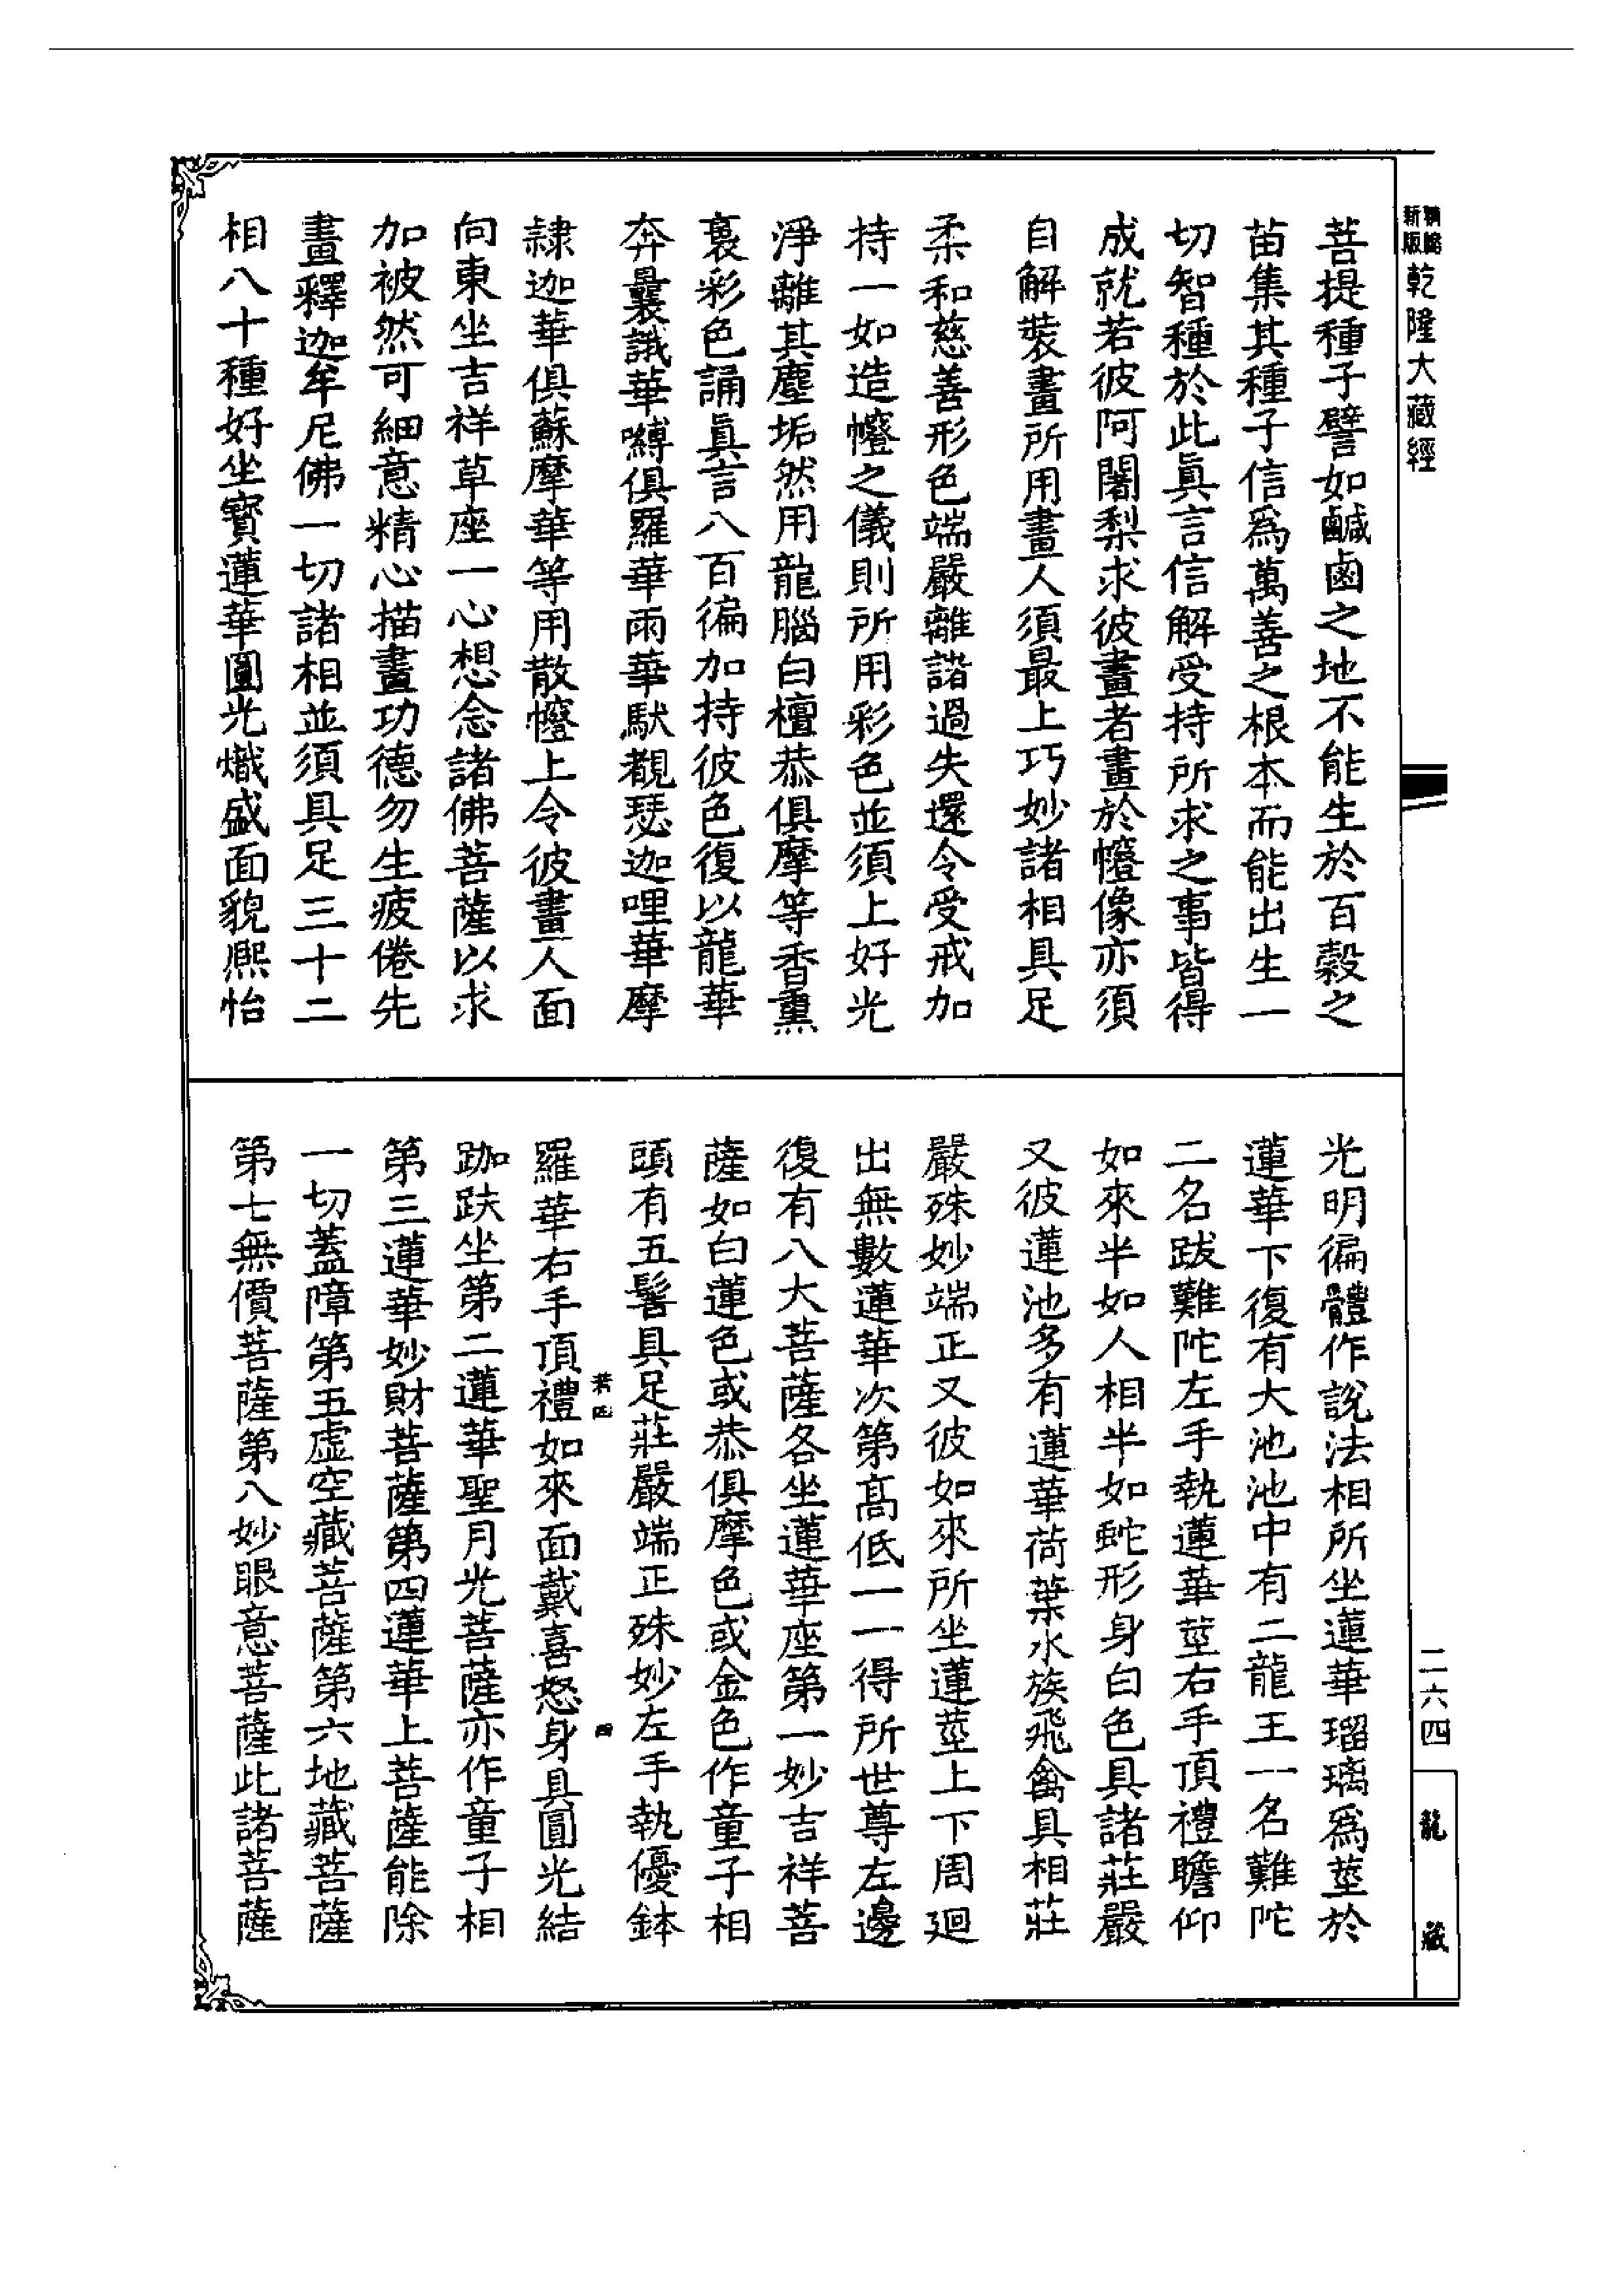 新版
乾隆大藏經
菩提種子譬如鹹鹵之地不能生於百穀之
苗集其種子信爲萬善之根本而能出生一
切智種於此眞言信解受持所求之事皆得
成就若彼阿闍梨求彼畫者畫於㡧像亦須
自解裝畫所用畫人須最上巧妙諸相具足
柔和慈善形色端嚴離諸過失還令受戒加
持一如造㡧之儀則所用彩色並須上好光
淨離其塵垢然用龍腦白檀恭俱摩等香熏
裛彩色誦眞言八百徧加持彼色復以龍華
奔曩誐華嚩俱羅華雨華馱覩瑟迦哩華摩
隷迦華俱蘇摩華等用散㡧上令彼畫人面
向東坐吉祥草座一心想念諸佛菩薩以求
加被然可細意精心描畫功德勿生疲倦先
畫釋迦牟尼佛一切諸相並須具足三十二
相八十種好坐寳蓮華圓光熾盛面貌熈怡
光明徧體作說法相所坐蓮華瑠璃爲莖於
蓮華下復有大池池中有二龍王一名難陀
二名跋難陀左手執蓮華莖右手頂禮瞻仰
如來半如人相半如蛇形身白色具諸莊嚴
又彼蓮池多有蓮華荷葉水族飛禽具相莊
嚴殊妙端正又彼如來所坐蓮莖上下周廻
出無數蓮華次第髙低一一得所世尊左邊
復有八大菩薩各坐蓮華座第一妙吉祥菩
薩如白蓮色或恭俱摩色或金色作童子相
頭有五髻具足莊嚴端正殊妙左手執優鉢
羅華右手頂禮如來面戴喜怒身具圓光結
跏趺坐第二蓮華聖月光菩薩亦作童子相
第三蓮華妙財菩薩第四蓮華上菩薩能除
一切蓋障第五虛空藏菩薩第六地藏菩薩
第七無價菩薩第八妙眼意菩薩此諸菩薩
二六四
龍藏